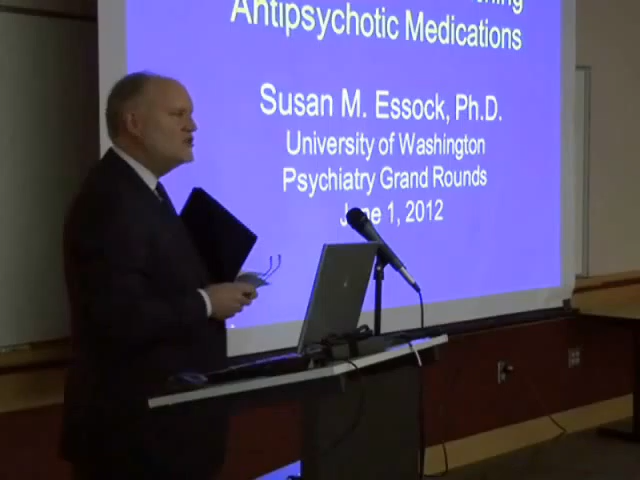 Antipsychotic Medications
Susan M. Essock, Ph.D.
University of Washington
Psychiatry Grand Rounds
June 1, 2012